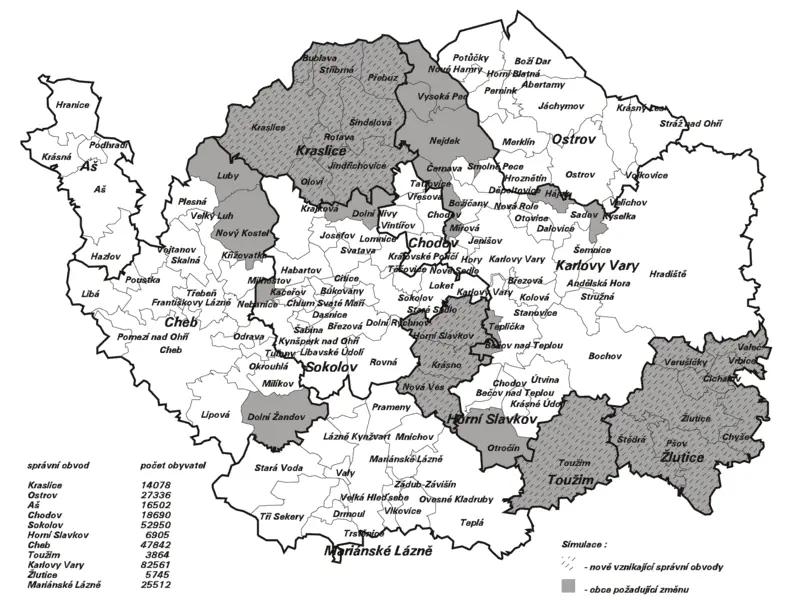 Bublava
Stříbrná
Přebuz
Kraslice
Šindelová
Rotava
Kraslice
Jindřichovice
Oloví
Potůčky
Boží Dar
Nové Hamry
Horní Blatná
Pernink
Abertamy
Vysoká Pec
Jáchymov
Krásný Les
Stráž nad Ohří
Nejdek
Merklín
Ostrov
Hranice
Podhradí
Krásná
Aš
Aš
Hazlov
Luby
Plesná
Velký Luh
Nový Kostel
Křižovatka
Vojtanov
Skalná
Poustka
Libá
Třebeň
Františkovy Lázně
Cheb
Pomezí nad Ohří
Cheb
Milhostov
Nebanice
Odrava
Tuřany
Okrouhlá
Milíkov
Lipová
Dolní Žandov
Krajková
Dolní Nivy
Josefov
Lomnice
Svatava
Habartov
Citice
Kaceřov
Bukovany
Chlum Svaté Maří
Dasnice
Šabina
Březová
Dolní Rychnov
Kynšperk nad Ohří
Libavské Údolí
Sokolov
Rovná
Sokolov
Staré Sedlo
Loket
Černava
Tatrovice
Vřesová
Chodov
Vintířov
Chodov
Královské Poříčí
Nové Sedlo
Smolné Pece
Hroznětín
Děpoltovice
Hájek
Ostrov
Vojkovice
Velichov
Kyselka
Sadov
Božíčany
Nová Role
Otovice
Dalovice
Mírová
Jenišov
Šemnice
Hory
Karlovy Vary
Karlovy Vary
Hradiště
Andělská Hora
Stružná
Březová
Kolová
Karlovy Vary
Stanovice
Teplička
Bečov nad Teplou
Bochov
Horní Slavkov
Krásno
Nová Ves
Chodov
Útvina
Bečov nad Teplou
Krásné Údolí
Horní Slavkov
Otročín
Toužim
Toužim
Valeč
Verušičky
Vrbice
Čichalov
Žlutice
Štědrá
Pšov
Chyše
Žlutice
Prameny
Lázně Kynžvart
Mnichov
Stará Voda
Valy
Mariánské Lázně
Zádub-Závišín
Velká Hleďsebe
Ovesné Kladruby
Tři Sekery
Drmoul
Vlkovice
Teplá
Trstěnice
Mariánské Lázně
správní obvod počet obyvatel
Kraslice 14078
Ostrov 27336
Aš 16502
Chodov 18690
Sokolov 52950
Horní Slavkov 6905
Cheb 47842
Toužim 3864
Karlovy Vary 82561
Žlutice 5745
Mariánské Lázně 25512
Simulace :
- nově vznikající správní obvody
- obce požadující změnu